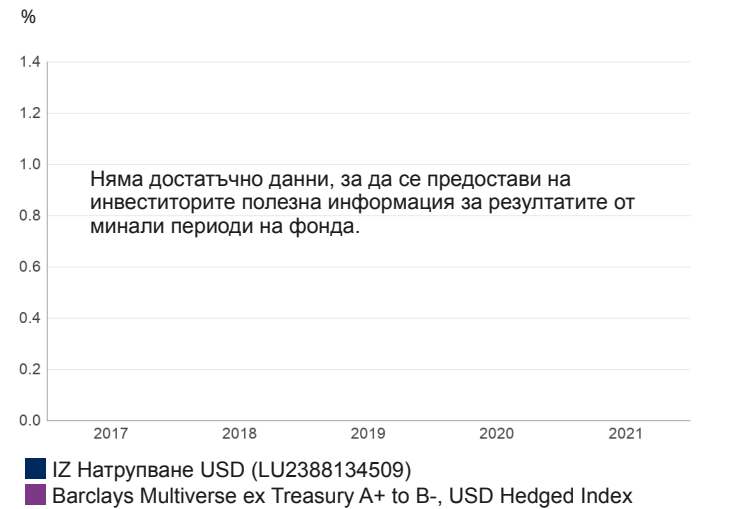 %
1.4
1.2
1.0
Няма достатъчно данни, за да се предостави на
инвеститорите полезна информация за резултатите от
0.8
минали периоди на фонда.
0.6
0.4
0.2
0.0
2017 2018 2019 2020 2021
IZ Натрупване USD (LU2388134509)
Barclays Multiverse ex Treasury A+ to B-, USD Hedged Index